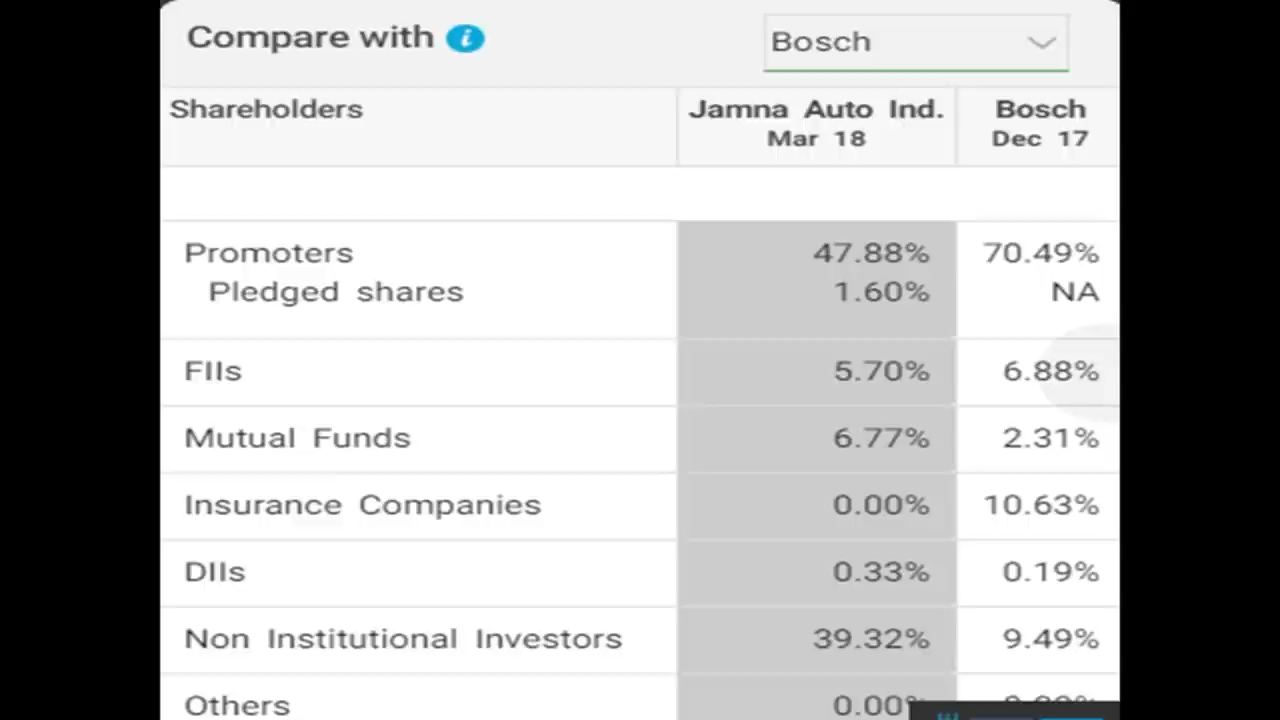 Compare with i
Bosch
Shareholders Jamna Auto Ind. Bosch
Mar 18 Dec 17
Promoters 47.88% 70.49%
Pledged shares 1.60% NA
FIIs 5.70% 6.88%
Mutual Funds 6.77% 2.31%
Insurance Companies 0.00% 10.63%
DIIs 0.33% 0.19%
Non Institutional Investors 39.32% 9.49%
Others